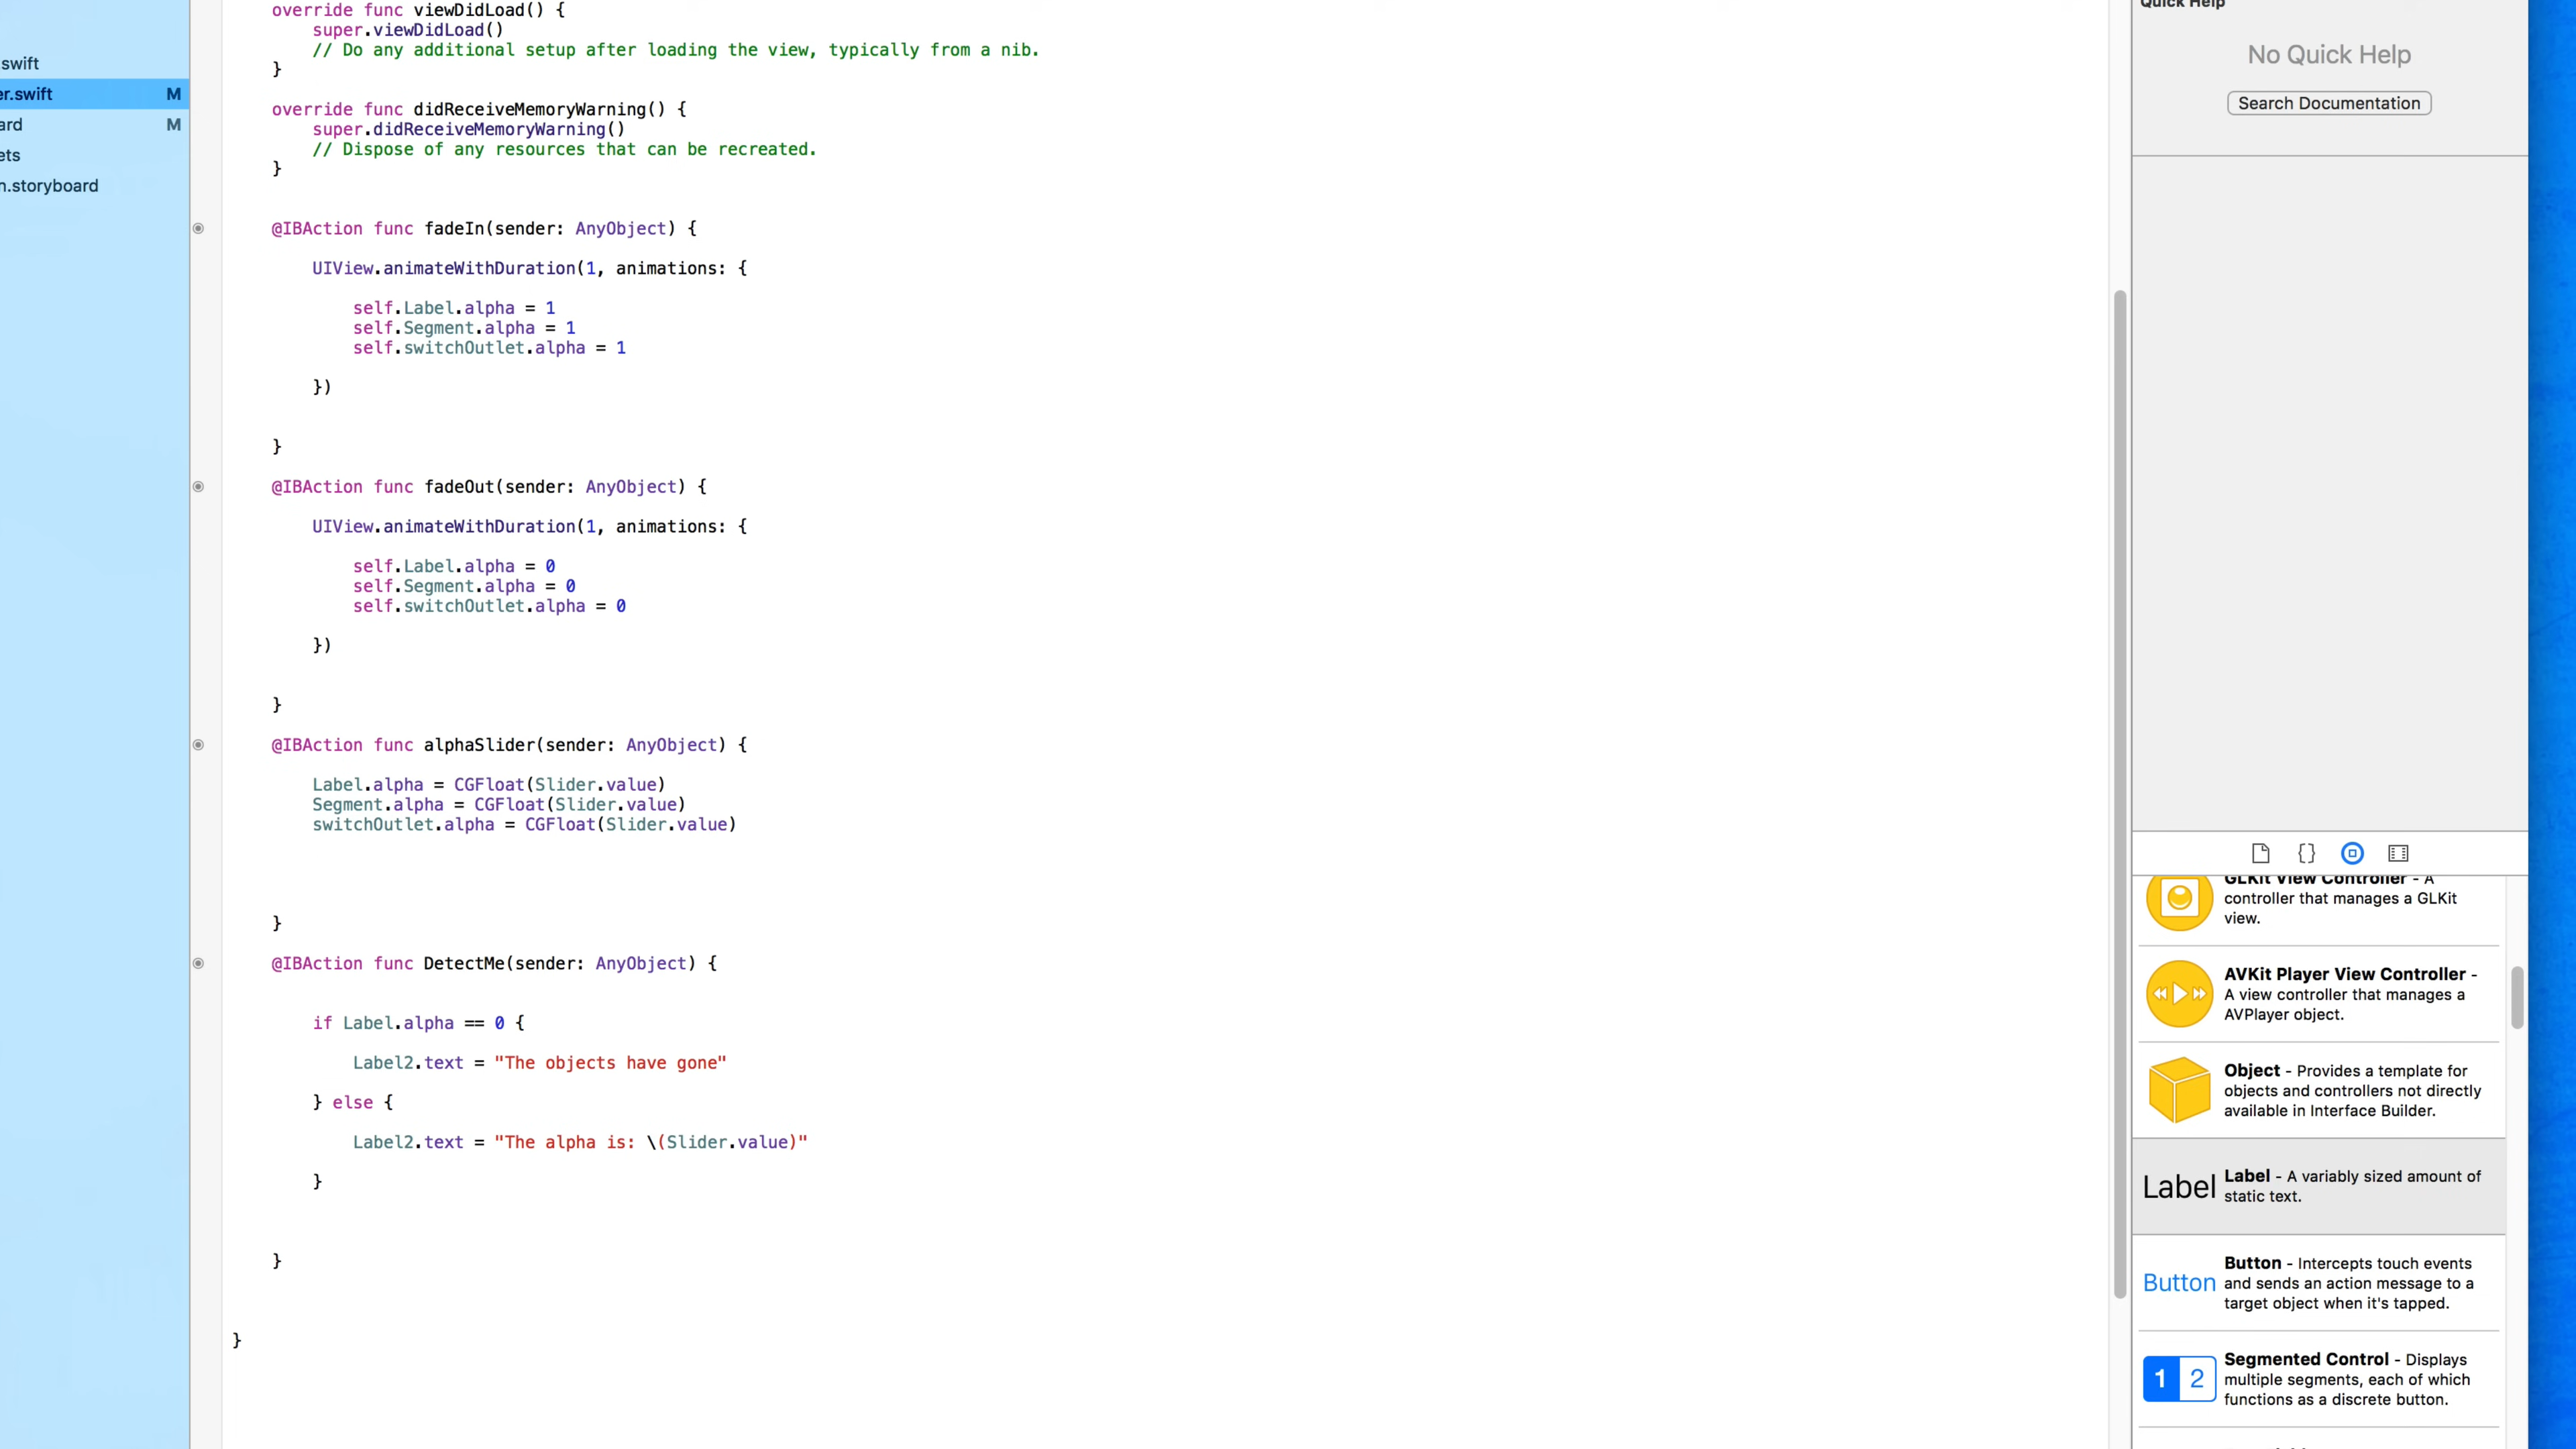 swift
er.swift M
ard M
ets
n.storyboard
override func viewDidLoad() {
super.viewDidLoad()
// Do any additional setup after loading the view, typically from a nib.
}
override func didReceiveMemoryWarning() {
super.didReceiveMemoryWarning()
// Dispose of any resources that can be recreated.
}
@IBAction func fadeIn(sender: AnyObject) {
UIView.animateWithDuration(1, animations: {
self.Label.alpha = 1
self.Segment.alpha = 1
self.switchOutlet.alpha = 1
})
}
@IBAction func fadeOut(sender: AnyObject) {
UIView.animateWithDuration(1, animations: {
self.Label.alpha = 0
self.Segment.alpha = 0
self.switchOutlet.alpha = 0
})
}
@IBAction func alphaSlider(sender: AnyObject) {
Label.alpha = CGFloat(Slider.value)
Segment.alpha = CGFloat(Slider.value)
switchOutlet.alpha = CGFloat(Slider.value)
}
@IBAction func DetectMe(sender: AnyObject) {
if Label.alpha == 0 {
Label2.text = "The objects have gone"
} else {
Label2.text = "The alpha is: \(Slider.value)"
}
}
}
Quick Help
No Quick Help
Search Documentation
{}
GLKit View Controller - A
controller that manages a GLKit
view.
AVKit Player View Controller -
A view controller that manages a
AVPlayer object.
Object - Provides a template for
objects and controllers not directly
available in Interface Builder.
Label
Label - A variably sized amount of
static text.
Button
Button - Intercepts touch events
and sends an action message to a
target object when it's tapped.
1 2
Segmented Control - Displays
multiple segments, each of which
functions as a discrete button.